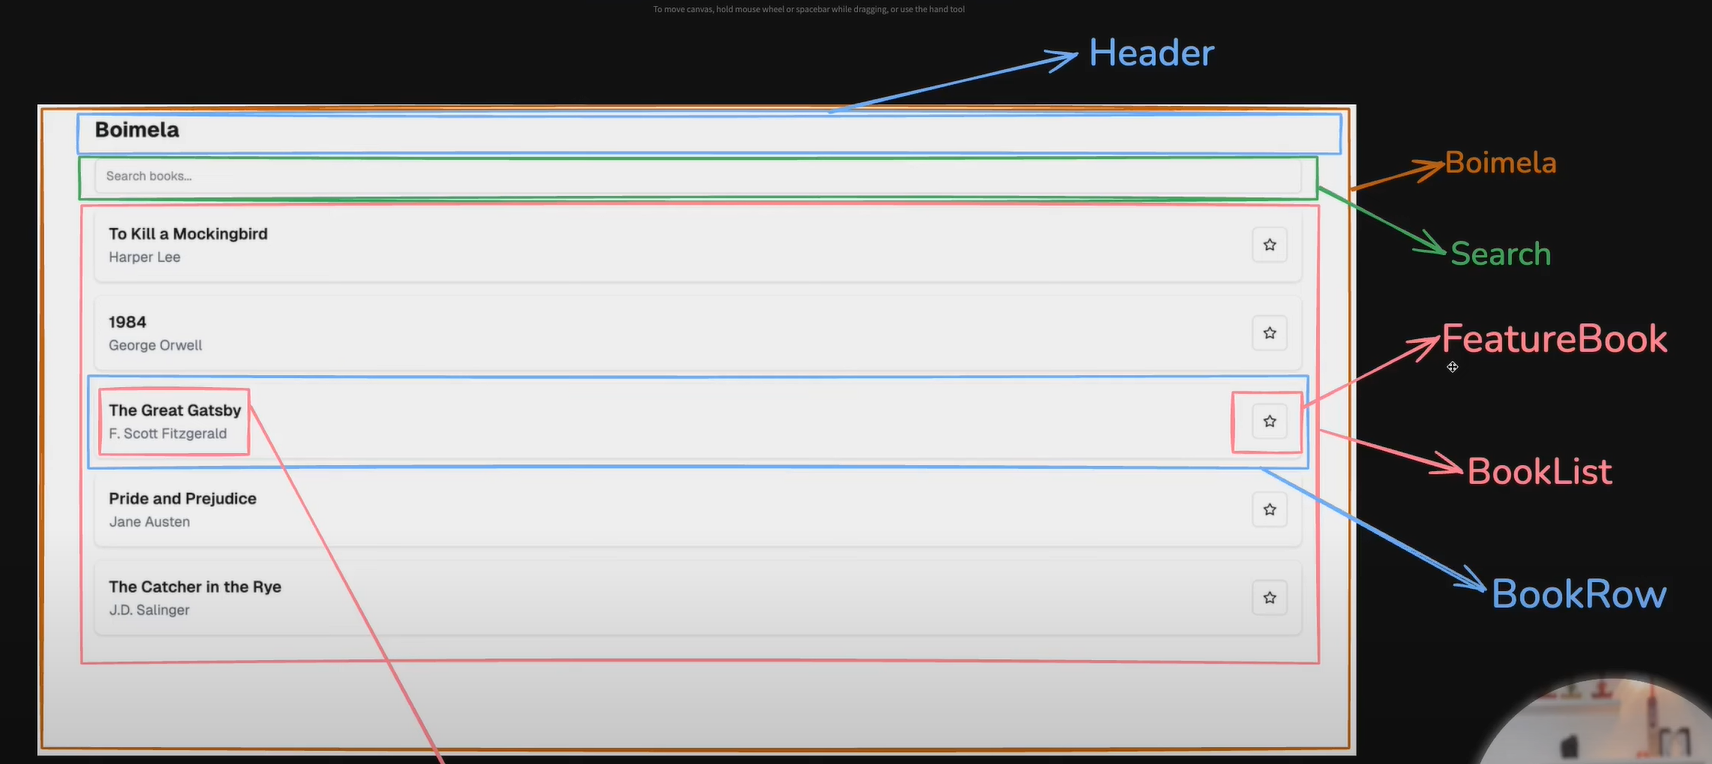 To move canvas, hold mouse wheel or spacebar while dragging, or use the hand tool
Header
Boimela
Boimela
Search books...
Search
To Kill a Mockingbird
Harper Lee
1984
George Orwell
FeatureBook
The Great Gatsby
F. Scott Fitzgerald
BookList
Pride and Prejudice
Jane Austen
BookRow
The Catcher in the Rye
J.D. Salinger